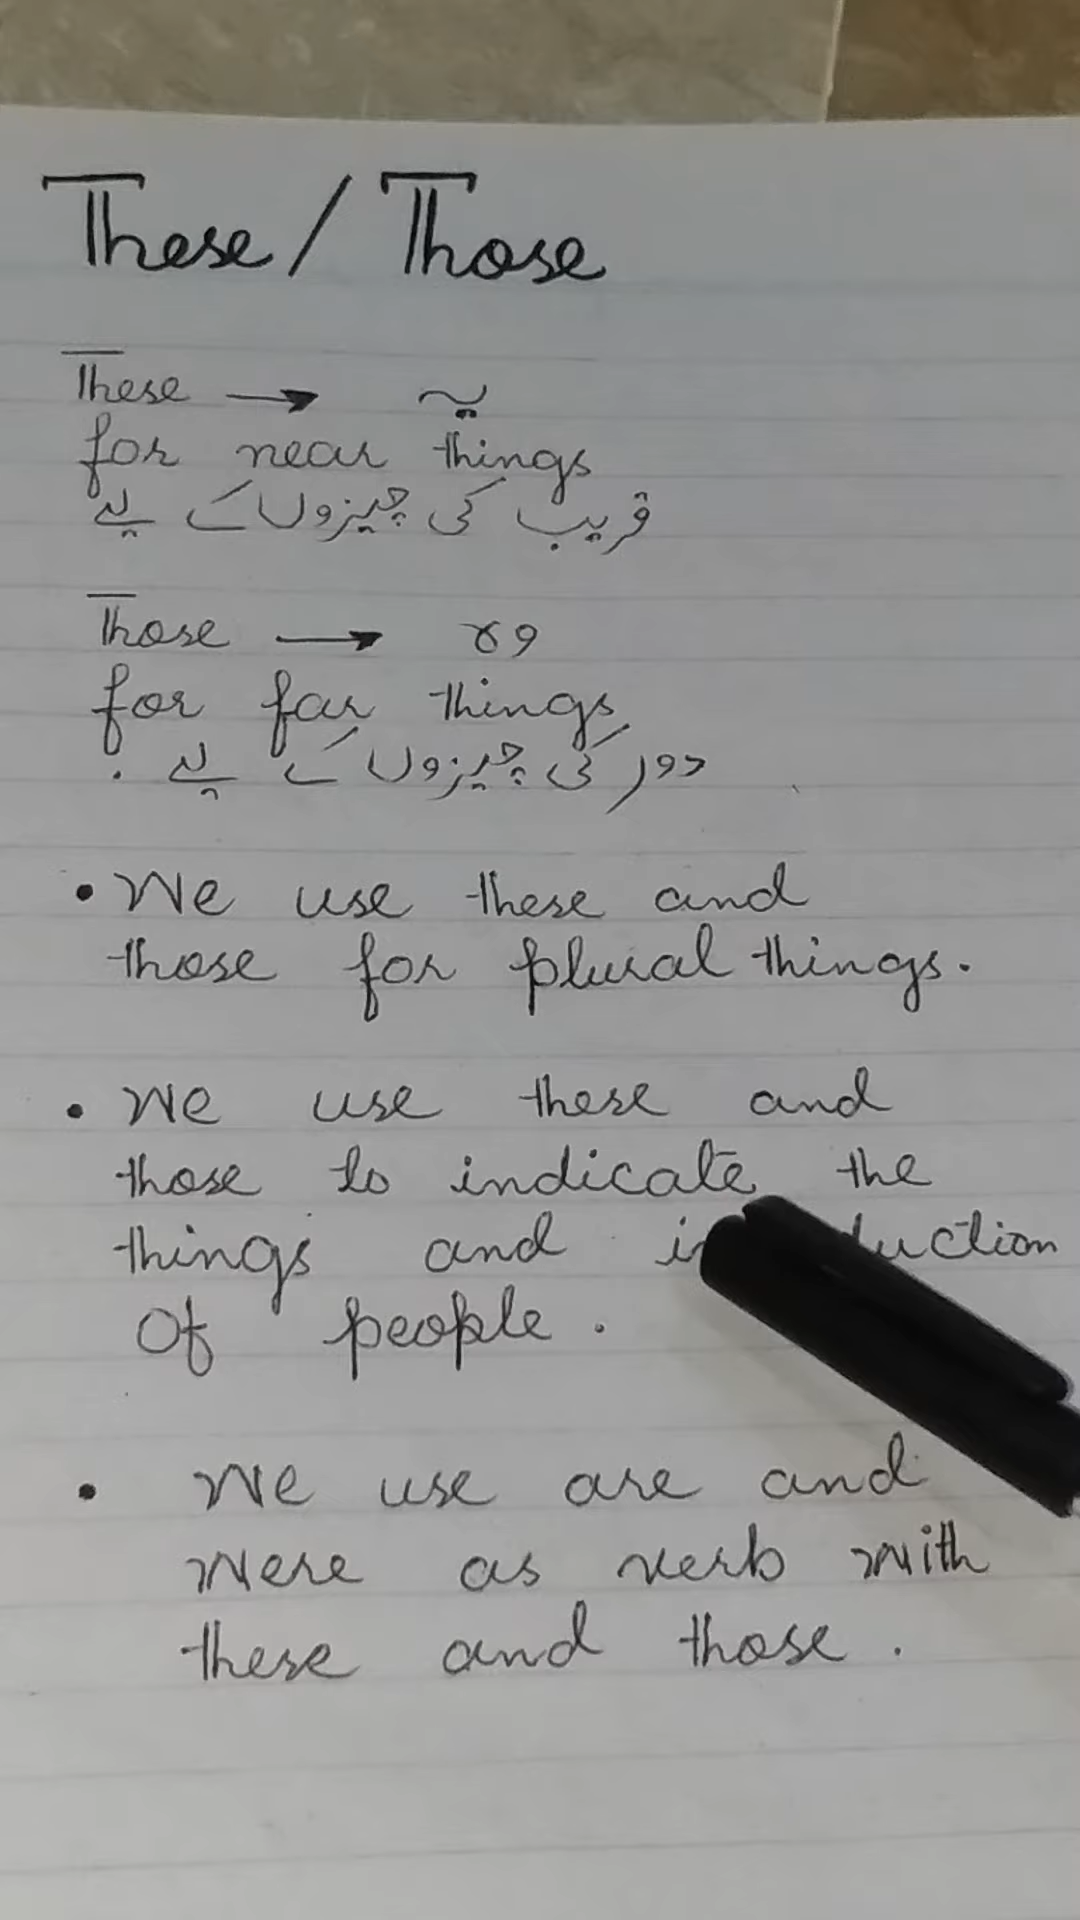 These / Those
These → یہ
for near things
قریب کی چیزوں کے لیے
Those → وہ
for far things
دور کی چیزوں کے لیے .
• We use these and
those for plural things.
• We use these and
those to indicate the
things and
of people.
• We use are and
were as verb with
these and those.